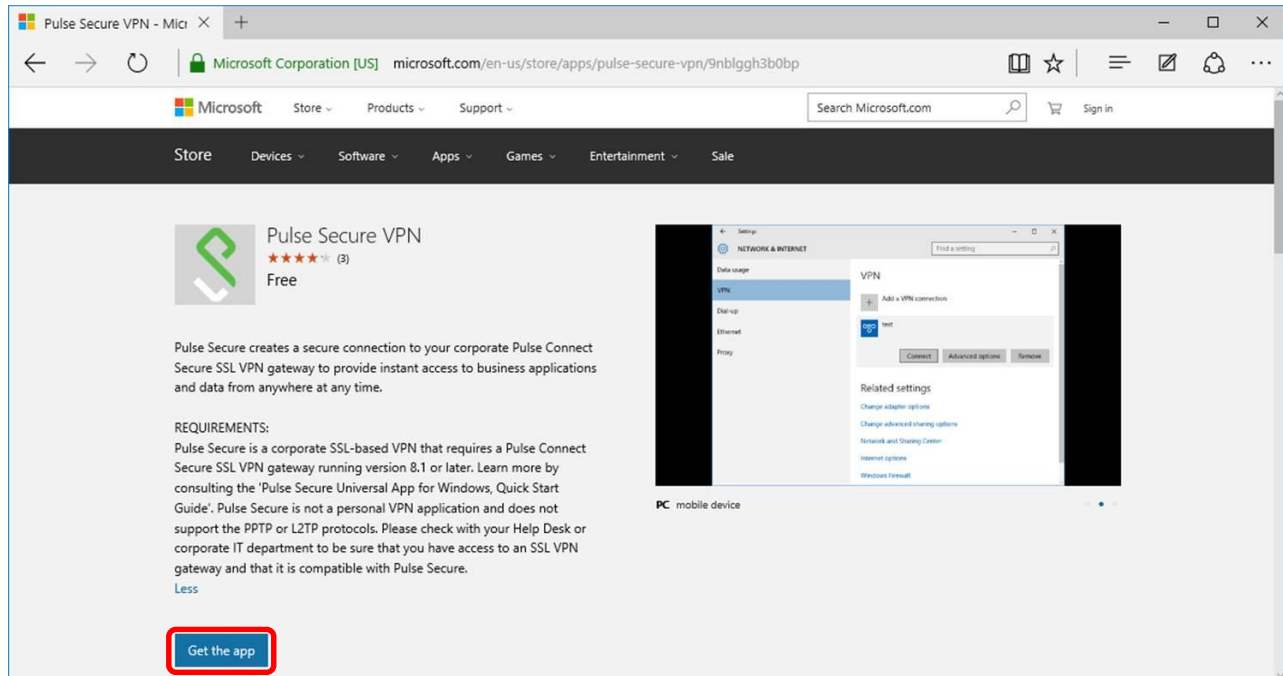 Pulse Secure VPN - Micr
Microsoft Corporation [US] microsoft.com/en-us/store/apps/pulse-secure-vpn/9nblggh3b0bp
Microsoft Store Products Support Search Microsoft.com Sign in
Store Devices Software Apps Games Entertainment Sale
Pulse Secure VPN
(3)
Free
Pulse Secure creates a secure connection to your corporate Pulse Connect
Secure SSL VPN gateway to provide instant access to business applications
and data from anywhere at any time.
REQUIREMENTS:
Pulse Secure is a corporate SSL-based VPN that requires a Pulse Connect
Secure SSL VPN gateway running version 8.1 or later. Learn more by
consulting the 'Pulse Secure Universal App for Windows, Quick Start
Guide'. Pulse Secure is not a personal VPN application and does not
support the PPTP or L2TP protocols. Please check with your Help Desk or
corporate IT department to be sure that you have access to an SSL VPN
gateway and that it is compatible with Pulse Secure.
Less
Get the app
Settings
NETWORK & INTERNET
Find a setting
Data usage
VPN
Dial-up
Ethernet
Proxy
VPN
Add a VPN connection
test
Connect Advanced options Remove
Related settings
Change adapter options
Change advanced sharing options
Network and Sharing Center
Internet options
Windows Firewall
PC mobile device